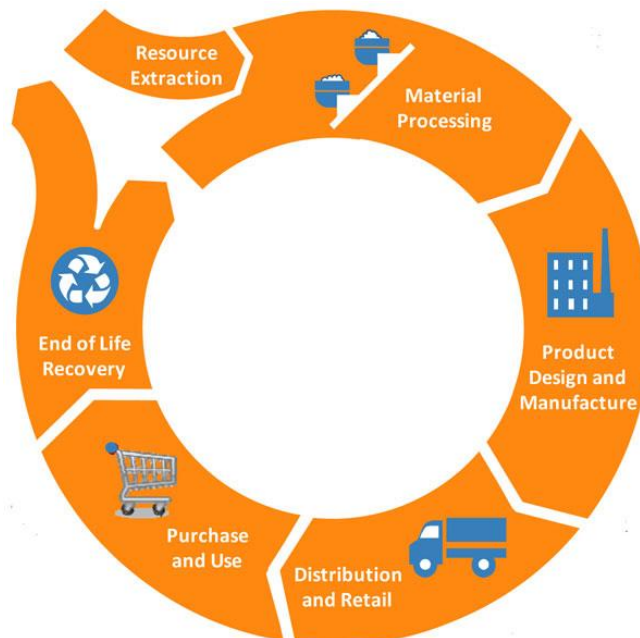 Resource
Extraction
Material
Processing
Product
Design and
Manufacture
Distribution
and Retail
Purchase
and Use
End of Life
Recovery